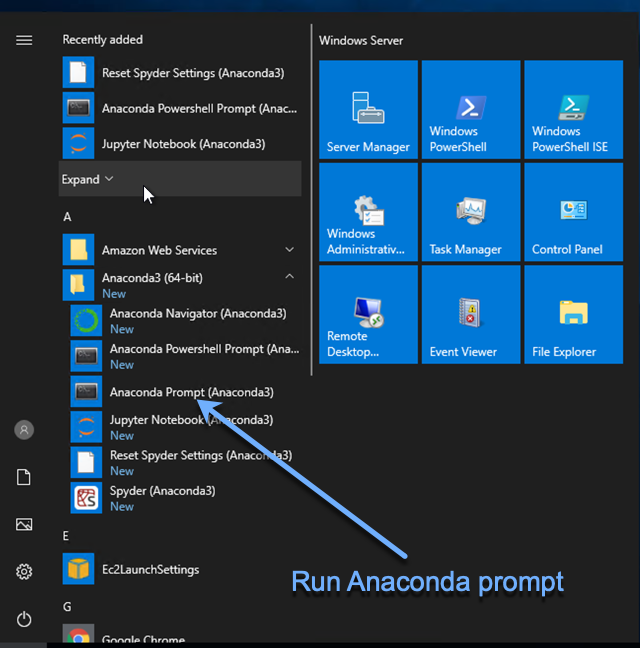 Recently added
Reset Spyder Settings (Anaconda3)
Anaconda Powershell Prompt (Anac...
Jupyter Notebook (Anaconda3)
Expand
A
Amazon Web Services
Anaconda3 (64-bit)
New
Anaconda Navigator (Anaconda3)
New
Anaconda Powershell Prompt (Ana...
New
Anaconda Prompt (Anaconda3)
Jupyter Notebook (Anaconda3)
New
Reset Spyder Settings (Anaconda3)
New
Spyder (Anaconda3)
New
E
Ec2LaunchSettings
G
Google Chrome
Windows Server
Server Manager
Windows
PowerShell
Windows
PowerShell ISE
Windows
Administrativ...
Task Manager
Control Panel
Remote
Desktop...
Event Viewer
File Explorer
Run Anaconda prompt